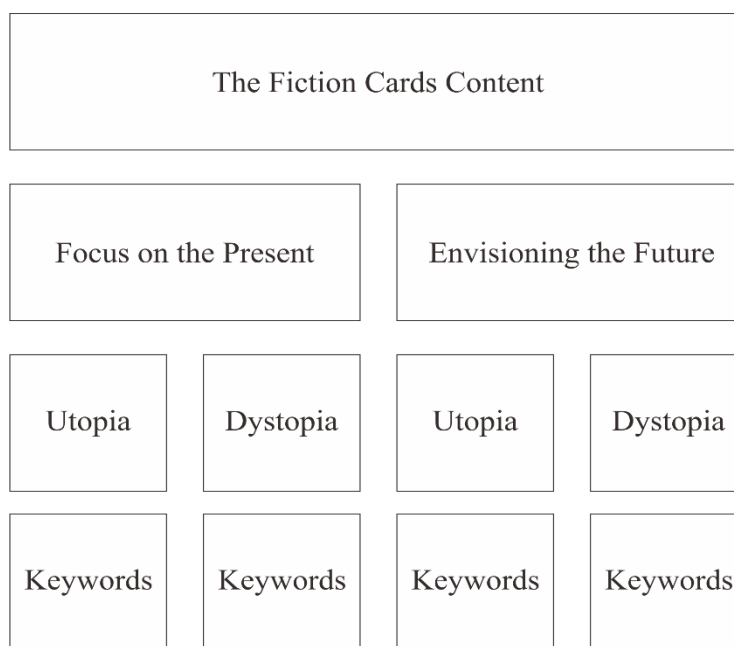 The Fiction Cards Content
Focus on the Present
Envisioning the Future
Utopia
Dystopia
Utopia
Dystopia
Keywords
Keywords
Keywords
Keywords